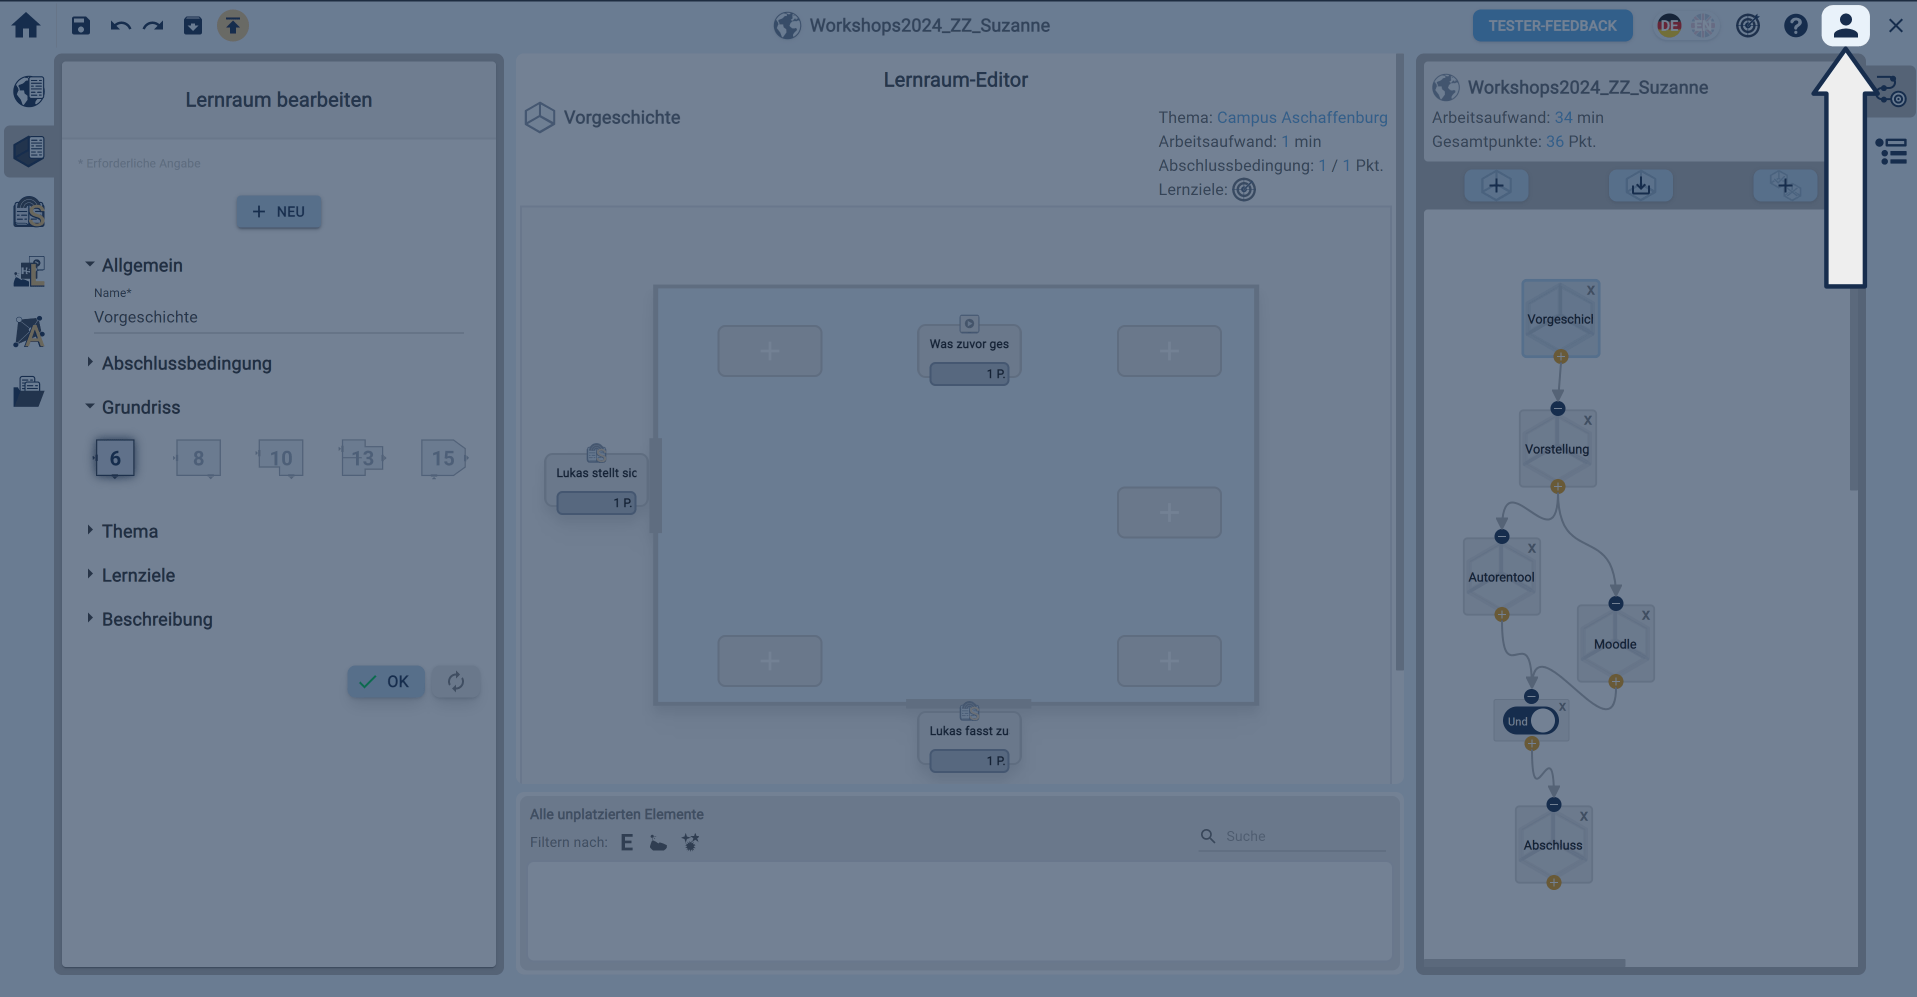 Workshops2024_ZZ_Suzanne
TESTER-FEEDBACK
DE
EN
Lernraum bearbeiten
* Erforderliche Angabe
NEU
Allgemein
Name*
Vorgeschichte
Abschlussbedingung
Grundriss
6
8
10
13
15
Thema
Lernziele
Beschreibung
OK
Lernraum-Editor
Vorgeschichte
Thema: Campus Aschaffenburg
Arbeitsaufwand: 1 min
Abschlussbedingung: 1 / 1 Pkt.
Lernziele:
Was zuvor ges
1 P.
Lukas stellt sic
1 P.
Lukas fasst zu
1 P.
Alle unplatzierten Elemente
Filtern nach: E
Suche
Workshops2024_ZZ_Suzanne
Arbeitsaufwand: 34 min
Gesamtpunkte: 36 Pkt.
X
Vorgeschicl
X
Vorstellung
X
Autorentool
X
Moodle
X
Und
X
Abschluss